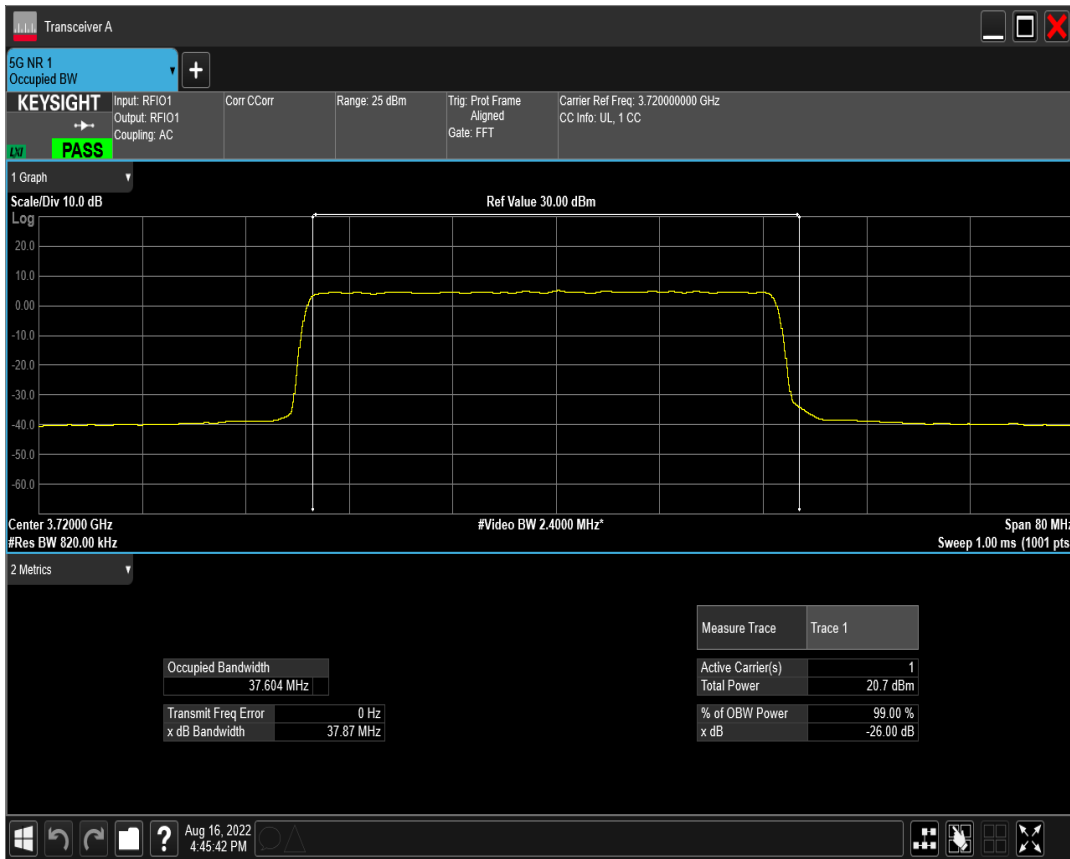 Transceiver A
5G NR 1
Occupied BW
+
KEYSIGHT
LXI
PASS
Input: RFIO1
Output: RFIO1
Coupling: AC
Corr CCorr
Range: 25 dBm
Trig: Prot Frame
Aligned
Gate: FFT
Carrier Ref Freq: 3.720000000 GHz
CC Info: UL, 1 CC
1 Graph
Scale/Div 10.0 dB
Ref Value 30.00 dBm
Log
20.0
10.0
0.00
-10.0
-20.0
-30.0
-40.0
-50.0
-60.0
Center 3.72000 GHz
#Video BW 2.4000 MHz*
Span 80 MHz
#Res BW 820.00 kHz
Sweep 1.00 ms (1001 pts
2 Metrics
Measure Trace Trace 1
Occupied Bandwidth
37.604 MHz
Active Carrier(s) 1
Total Power 20.7 dBm
Transmit Freq Error 0 Hz
x dB Bandwidth 37.87 MHz
% of OBW Power 99.00 %
x dB -26.00 dB
?
Aug 16, 2022
4:45:42 PM